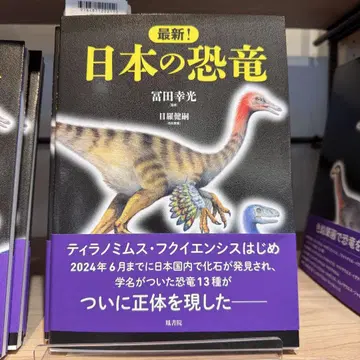 最新！
日本の恐竜
冨田幸光
目羅健嗣
ティラノミムス・フクイエンシスはじめ
2024年6月までに日本国内で化石が発見され、
学名がついた恐竜13種が
ついに正体を現した――